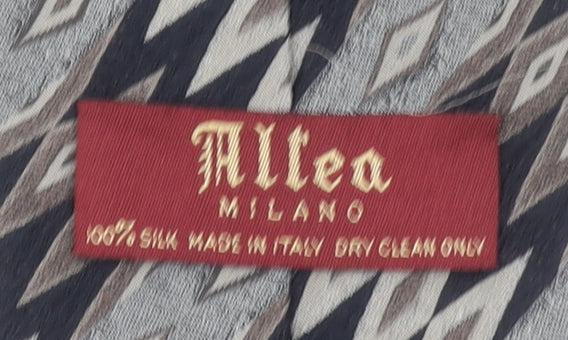 Altea
MILANO
100% SILK MADE IN ITALY DRY CLEAN ONLY